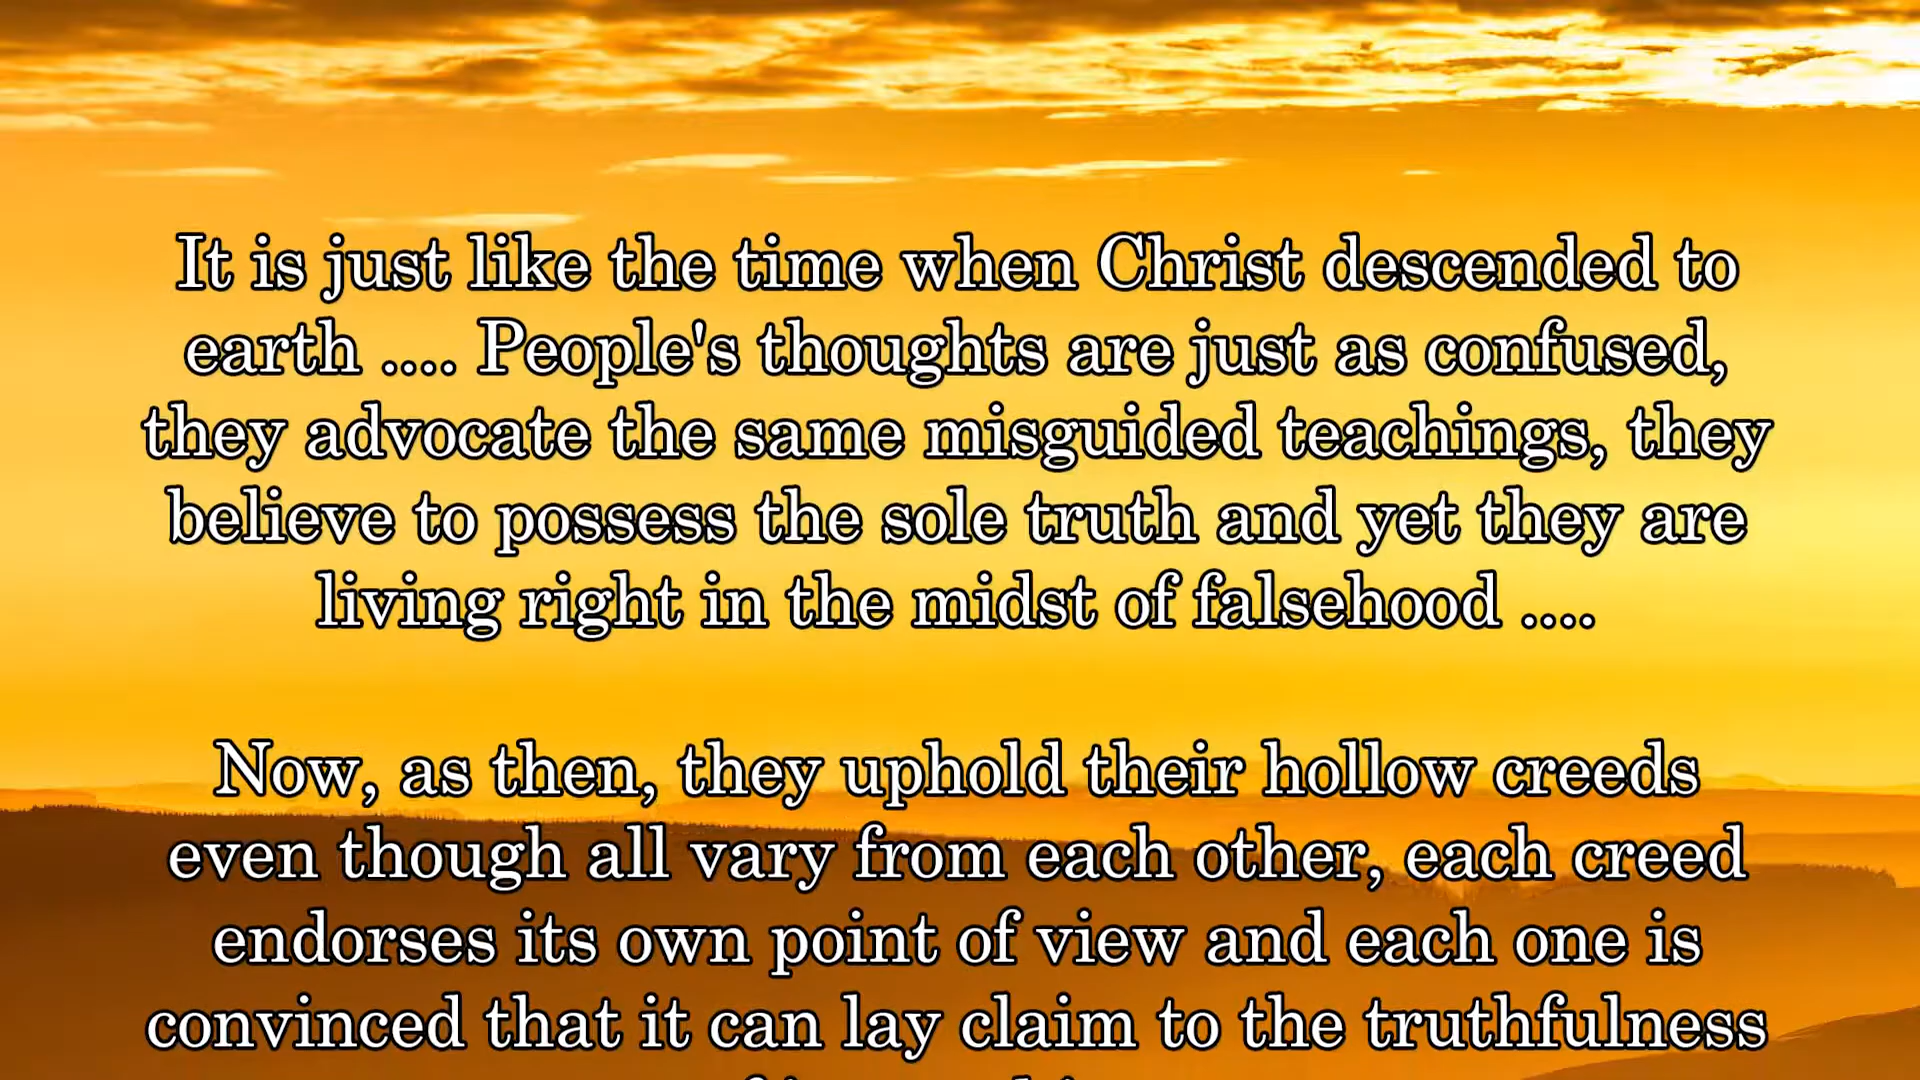 It is just like the time when Christ descended to
earth .... People's thoughts are just as confused,
they advocate the same misguided teachings, they
believe to possess the sole truth and yet they are
living right in the midst of falsehood ....
Now, as then, they uphold their hollow creeds
even though all vary from each other, each creed
endorses its own point of view and each one is
convinced that it can lay claim to the truthfulness